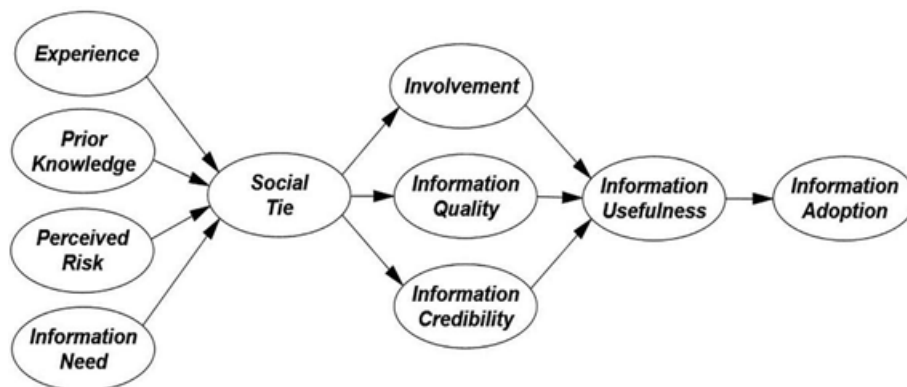 Experience
Prior
Knowledge
Perceived
Risk
Information
Need
Social
Tie
Involvement
Information
Quality
Information
Credibility
Information
Usefulness
Information
Adoption